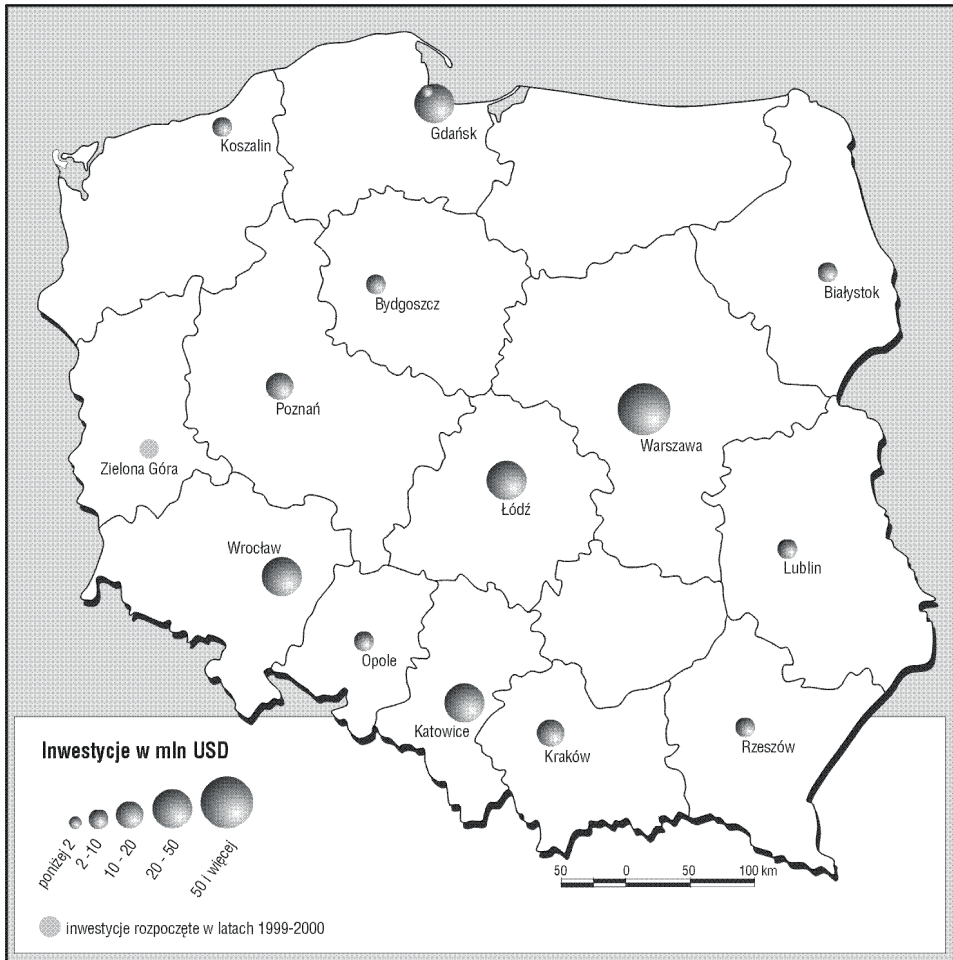 Gdańsk
Koszalin
Białystok
Bydgoszcz
Poznań
Warszawa
Zielona Góra
Łódź
Wrocław
Lublin
Opole
Katowice
Kraków
Rzeszów
Inwestycje w mln USD
poniżej 2
2 - 10
10 - 20
20 - 50
50 I więcej
50 0 50 100 km
inwestycje rozpoczęte w latach 1999-2000